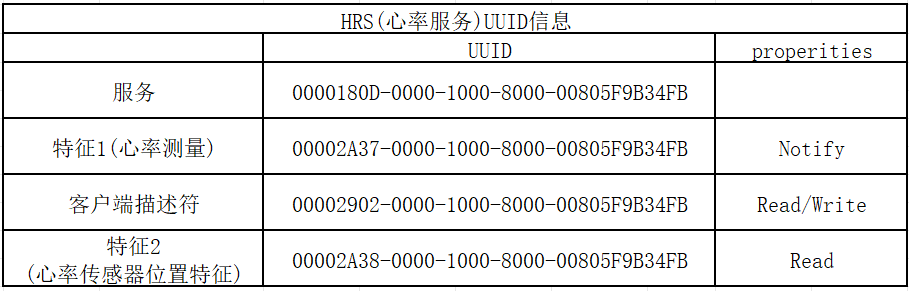 HRS(心率服务)UUID信息
UUID properities
服务 0000180D-0000-1000-8000-00805F9B34FB
特征1(心率测量) 00002A37-0000-1000-8000-00805F9B34FB Notify
客户端描述符 00002902-0000-1000-8000-00805F9B34FB Read/Write
特征2
(心率传感器位置特征) 00002A38-0000-1000-8000-00805F9B34FB Read